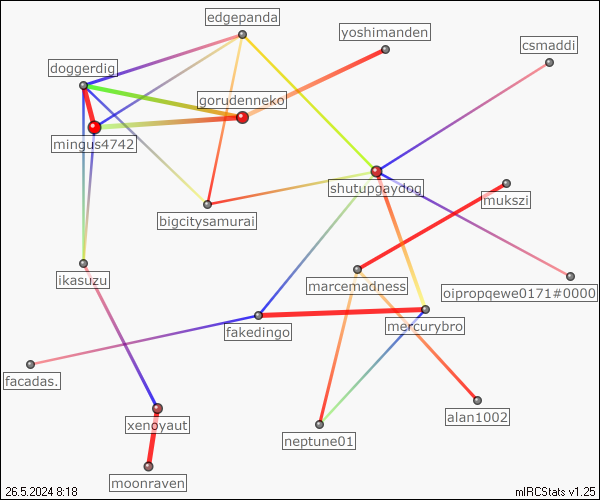 edgepanda
yoshimanden
csmaddi
doggerdig
gorudenneko
mingus4742
shutupgaydog
mukszi
bigcitysamurai
ikasuzu
marcemadness
oipropqewe0171#0000
fakedingo
mercurybro
facadas.
xenoyaut
alan1002
neptune01
moonraven
26.5.2024 8:18
mIRCStats v1.25